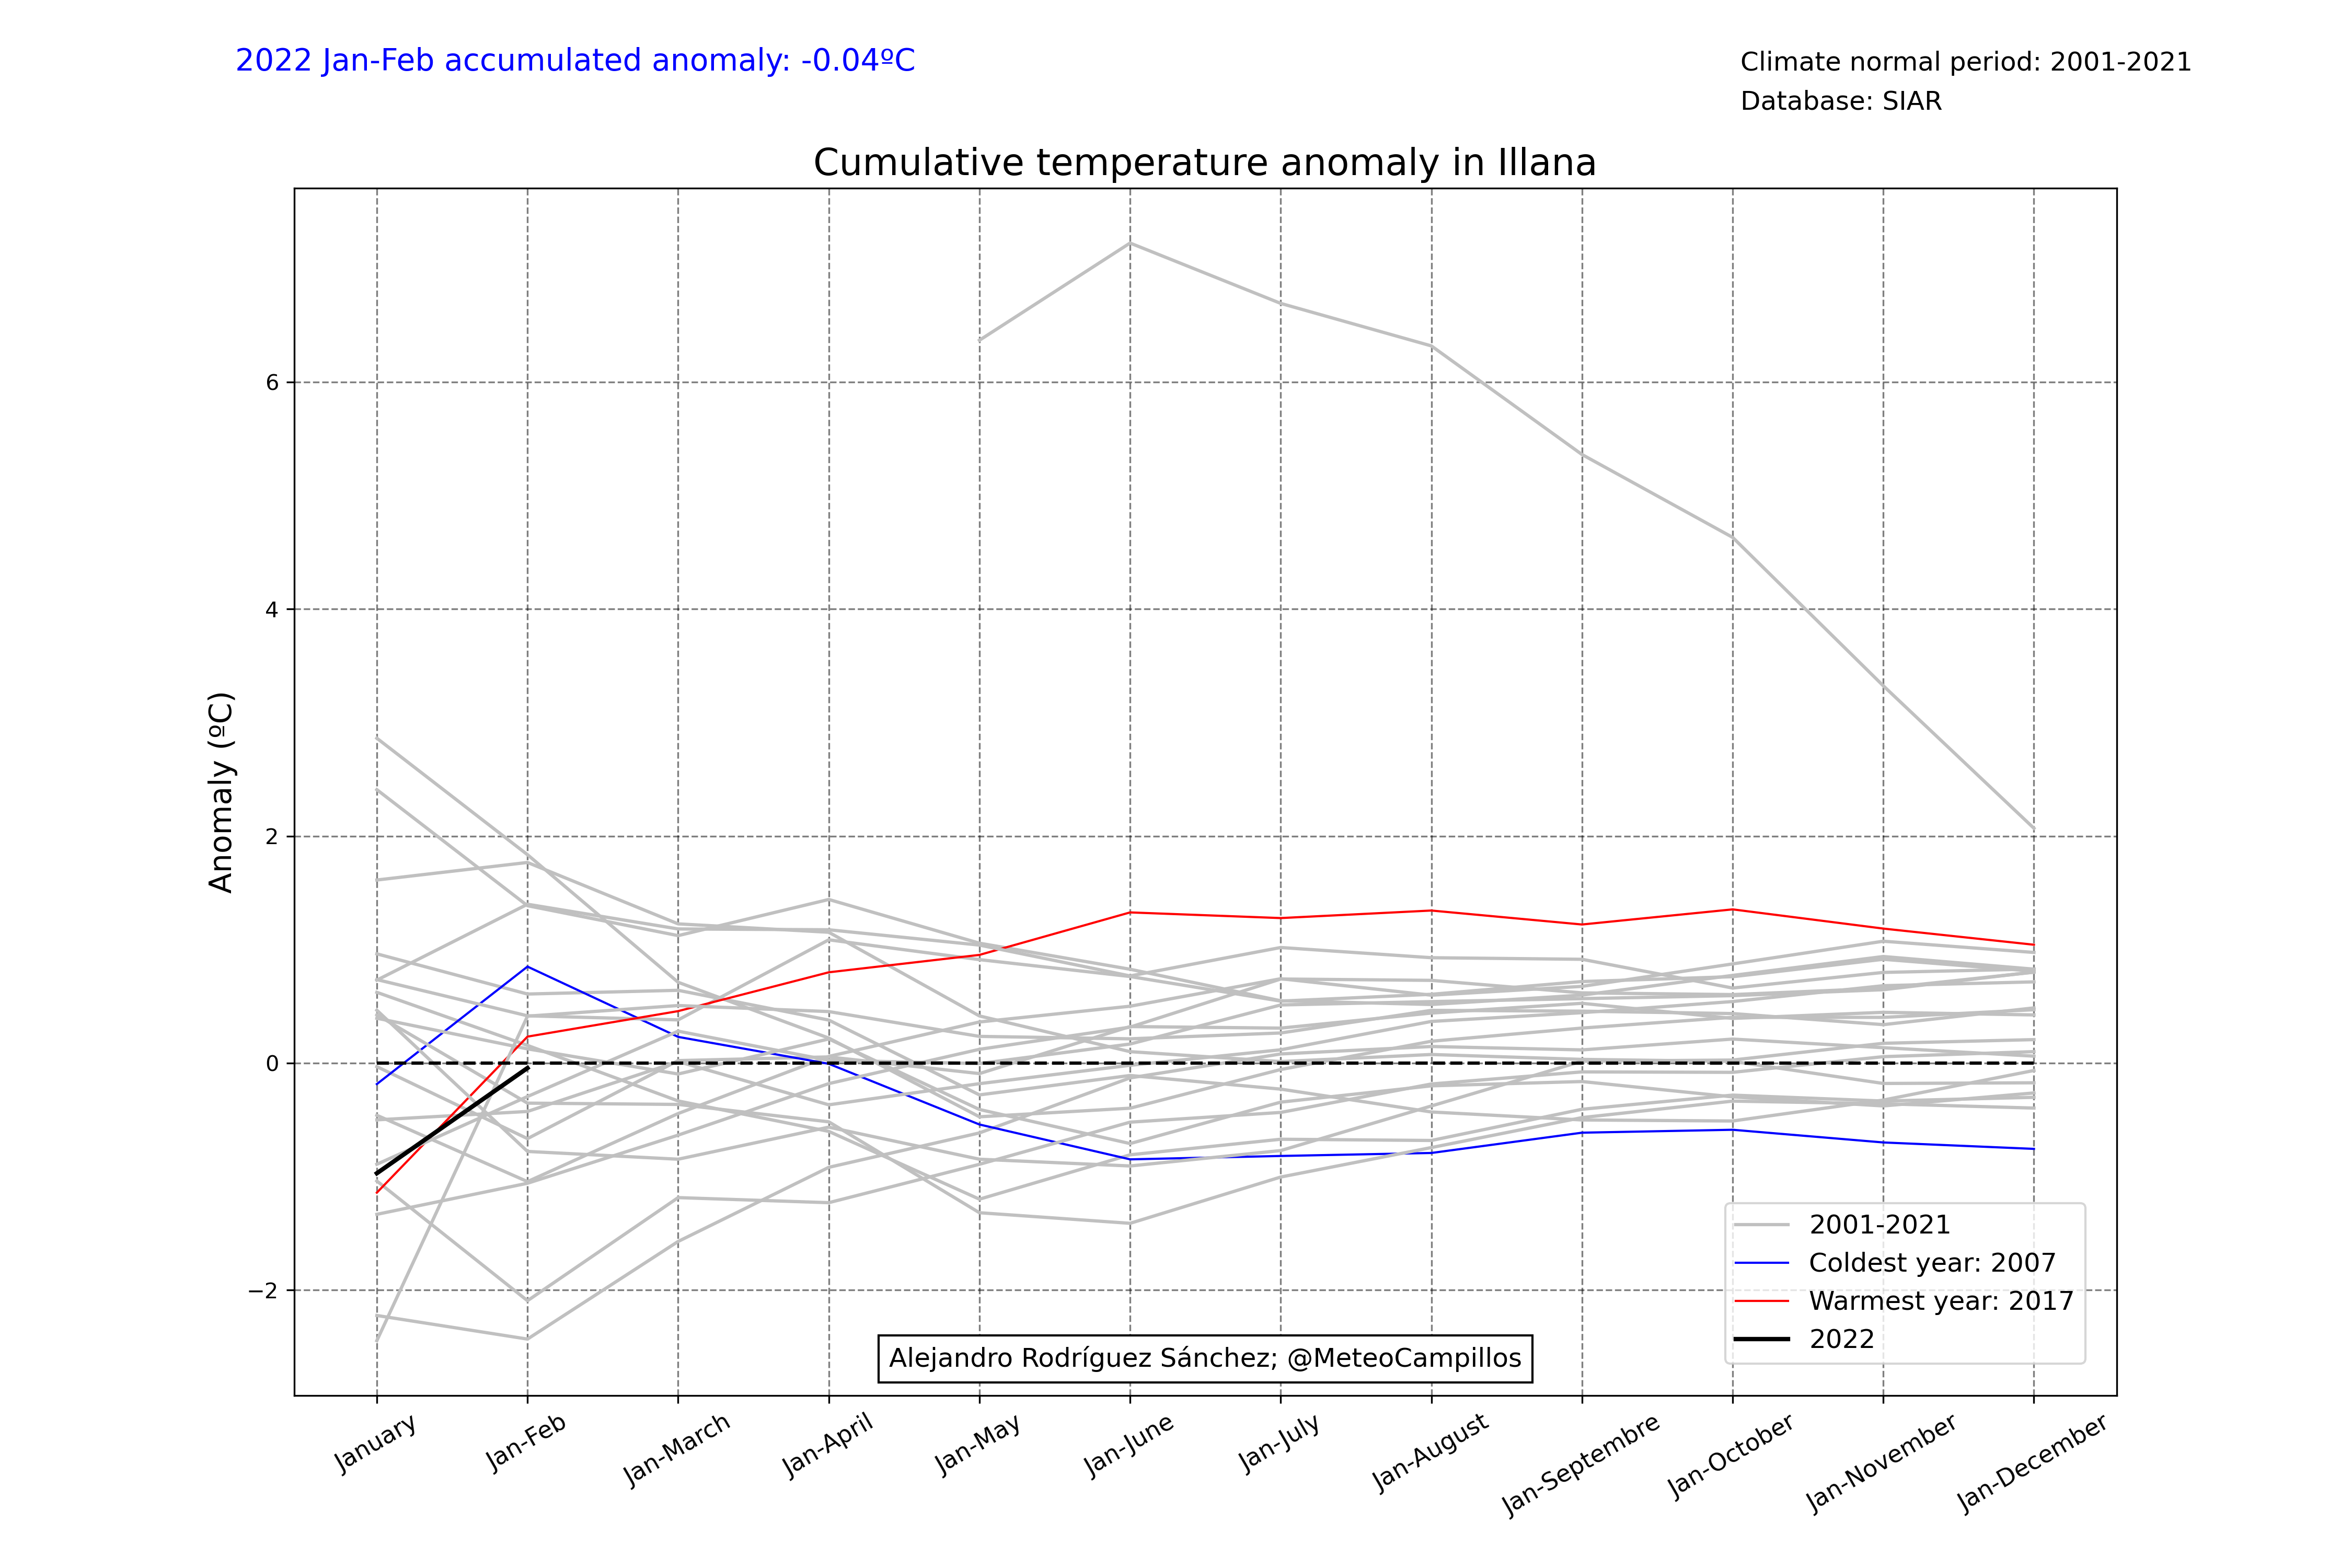 2022 Jan-Feb accumulated anomaly: -0.04ºC
Climate normal period: 2001-2021
Database: SIAR
Cumulative temperature anomaly in Illana
Anomaly (ºC)
6
4
2
0
−2
2001-2021
Coldest year: 2007
Warmest year: 2017
2022
Alejandro Rodríguez Sánchez; @MeteoCampillos
January
Jan-Feb
Jan-March
Jan-April
Jan-May
Jan-June
Jan-July
Jan-August
Jan-Septembre
Jan-October
Jan-November
Jan-December